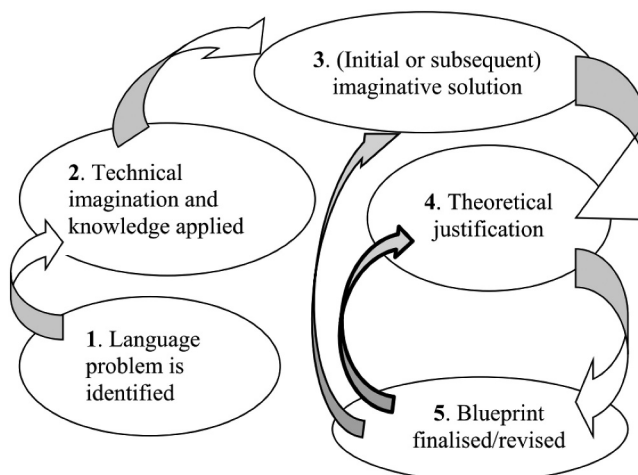 1. Language
problem is
identified
2. Technical
imagination and
knowledge applied
3. (Initial or subsequent)
imaginative solution
4. Theoretical
justification
5. Blueprint
finalised/revised